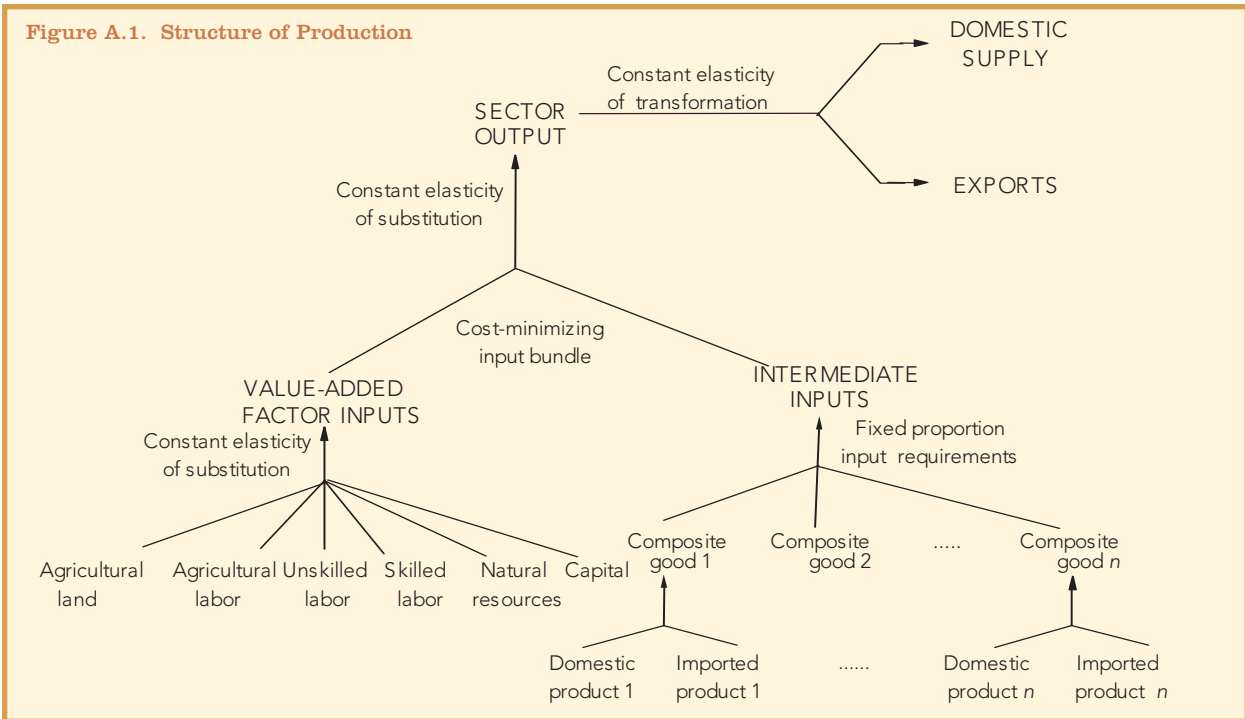 Figure A.1. Structure of Production
DOMESTIC
SUPPLY
Constant elasticity
of transformation
SECTOR
OUTPUT
EXPORTS
Constant elasticity
of substitution
Cost-minimizing
input bundle
VALUE-ADDED
FACTOR INPUTS
INTERMEDIATE
INPUTS
Constant elasticity
of substitution
Fixed proportion
input requirements
Agricultural
land
Agricultural
labor
Unskilled
labor
Skilled
labor
Natural
resources
Capital
Composite
good 1
Composite
good 2
.....
Composite
good n
Domestic
product 1
Imported
product 1
......
Domestic
product n
Imported
product n